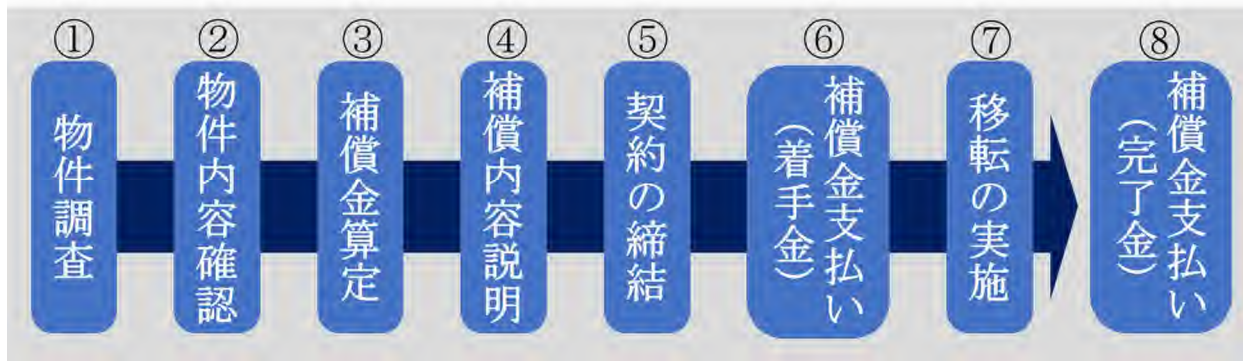 ①
物件調査
②
物件内容確認
③
補償金算定
④
補償内容説明
⑤
契約の締結
⑥
補償金支払い
（着手金）
⑦
移転の実施
⑧
補償金支払い
（完了金）